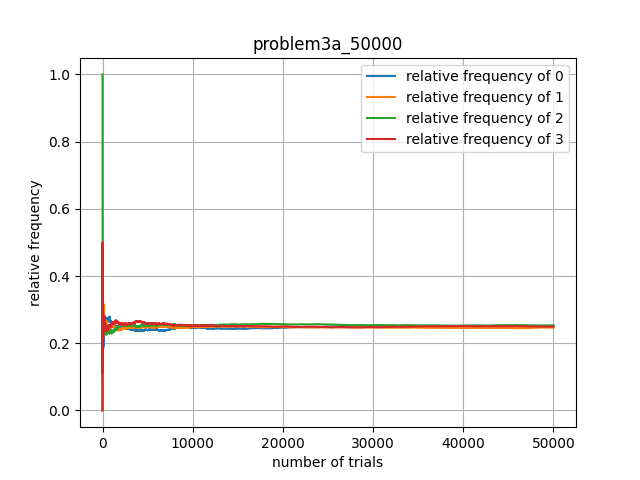 problem3a_50000
relative frequency of 0
relative frequency of 1
relative frequency of 2
relative frequency of 3
relative frequency
1.0
0.8
0.6
0.4
0.2
0.0
0
10000
20000
30000
40000
50000
number of trials